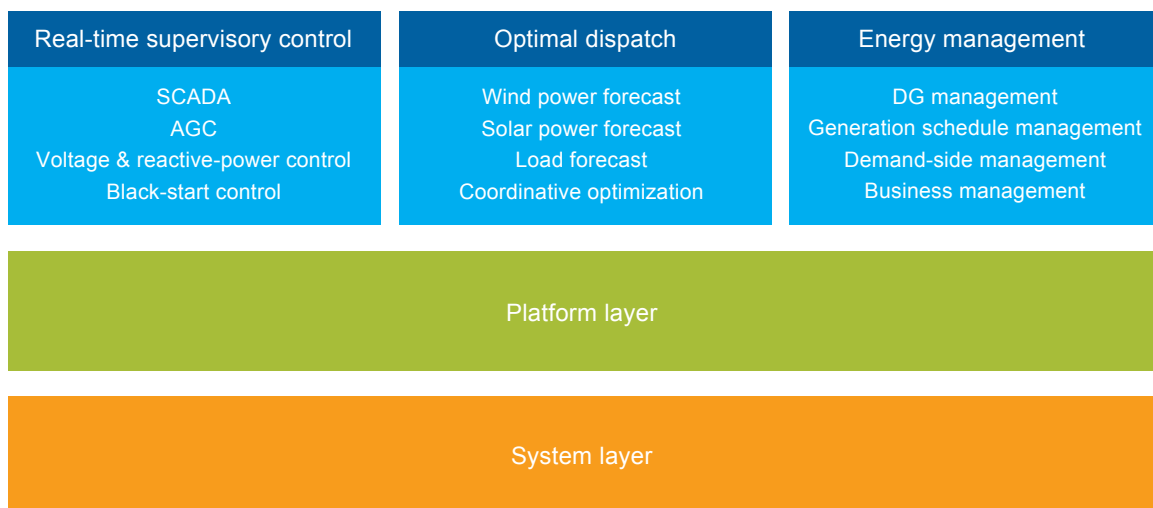 Real-time supervisory control
SCADA
AGC
Voltage & reactive-power control
Black-start control
Optimal dispatch
Wind power forecast
Solar power forecast
Load forecast
Coordinative optimization
Energy management
DG management
Generation schedule management
Demand-side management
Business management
Platform layer
System layer